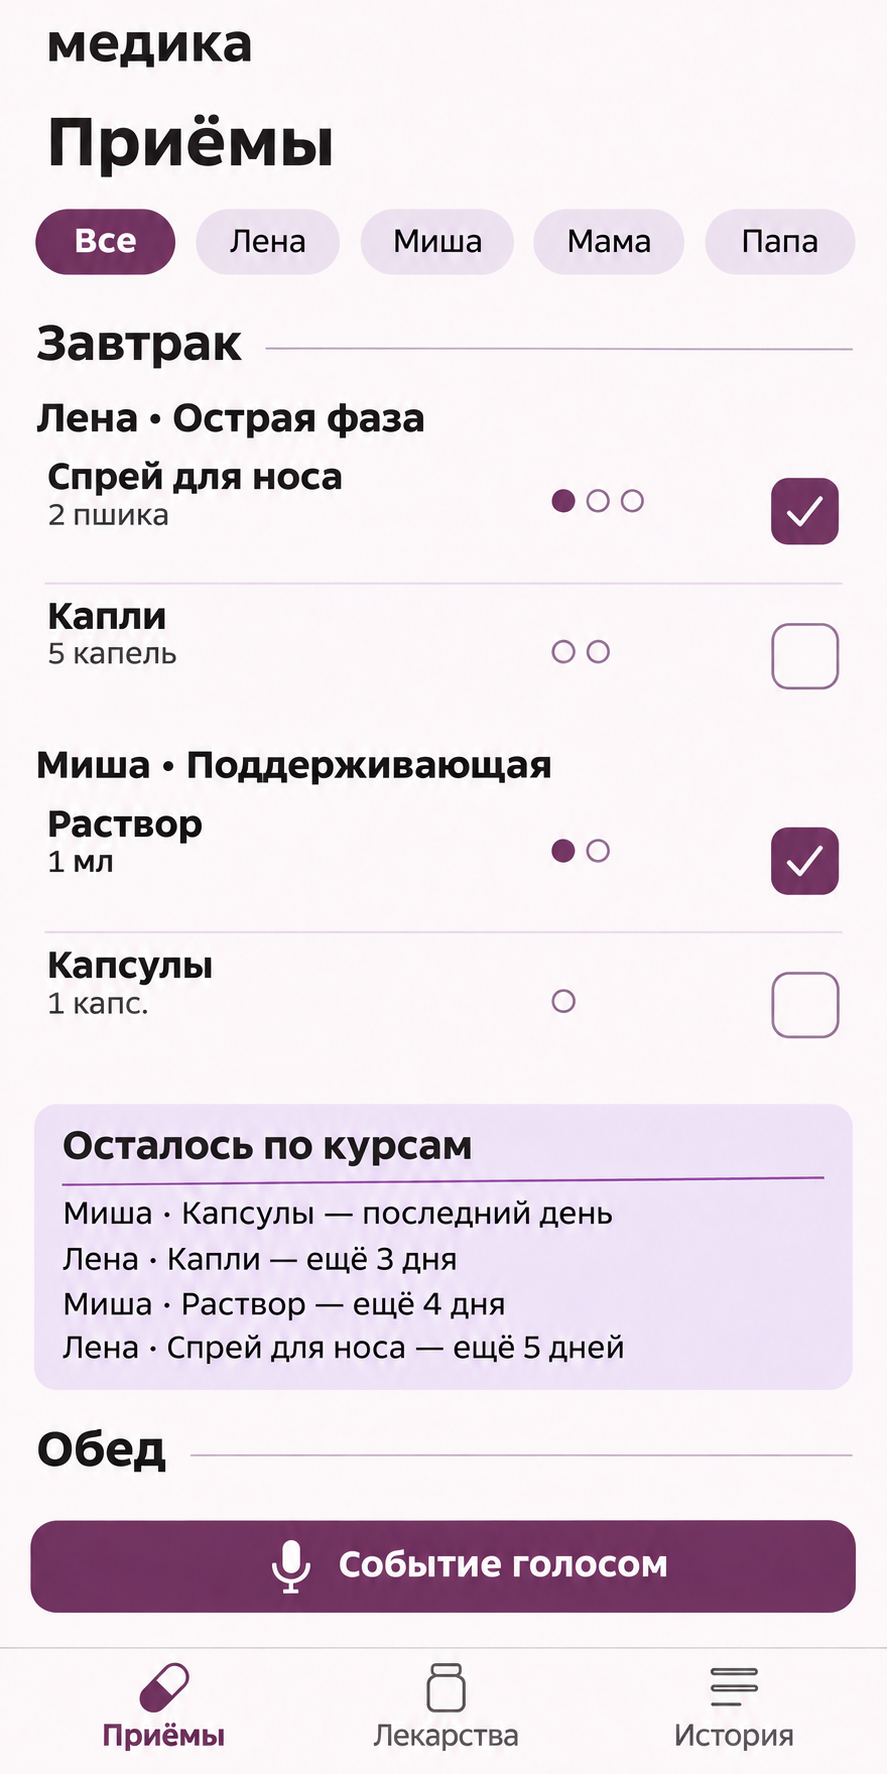 медика
Приёмы
Все Лена Миша Мама Папа
Завтрак
Лена • Острая фаза
Спрей для носа
2 пшика
Капли
5 капель
Миша • Поддерживающая
Раствор
1 мл
Капсулы
1 капс.
Осталось по курсам
Миша · Капсулы — последний день
Лена · Капли — ещё 3 дня
Миша · Раствор — ещё 4 дня
Лена · Спрей для носа — ещё 5 дней
Обед
Событие голосом
Приёмы Лекарства История